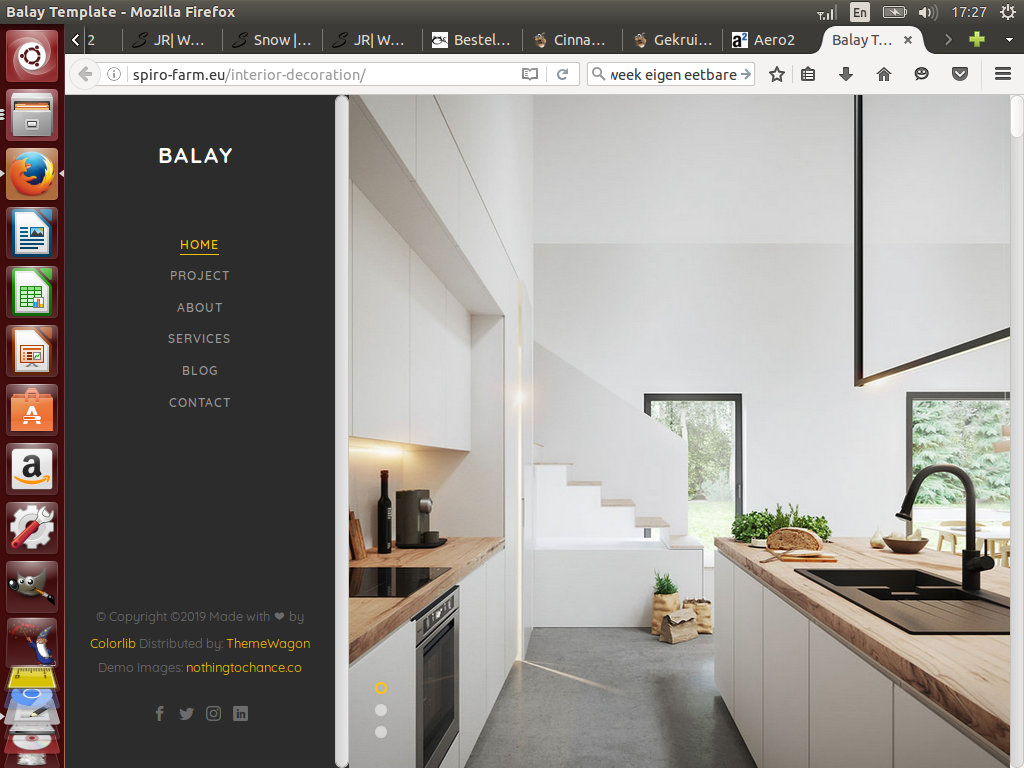 Balay Template - Mozilla Firefox
En
17:27
2
JR| W...
Snow |...
JR| W...
Bestel...
Cinna...
Gekrui...
a2 Aero2
Balay T...
spiro-farm.eu/interior-decoration/
week eigen eetbare
BALAY
HOME
PROJECT
ABOUT
SERVICES
BLOG
CONTACT
© Copyright ©2019 Made with ❤ by
Colorlib Distributed by: ThemeWagon
Demo Images: nothingtochance.co